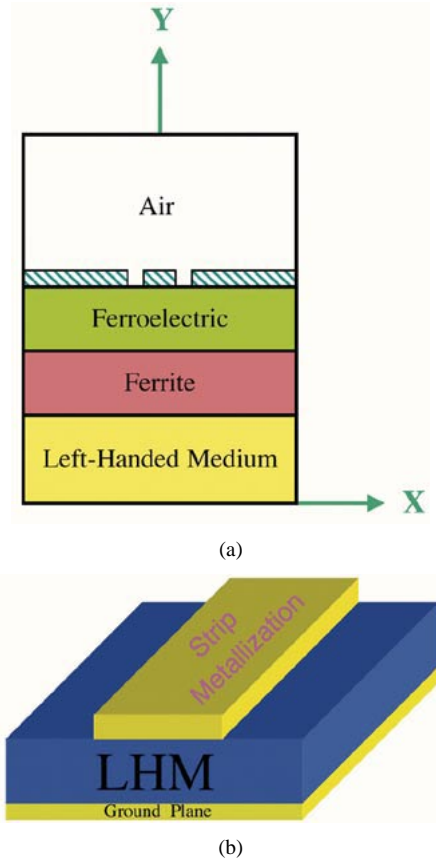 Y
Air
Ferroelectric
Ferrite
Left-Handed Medium
X
(a)
Strip
Metallization
LHM
Ground Plane
(b)